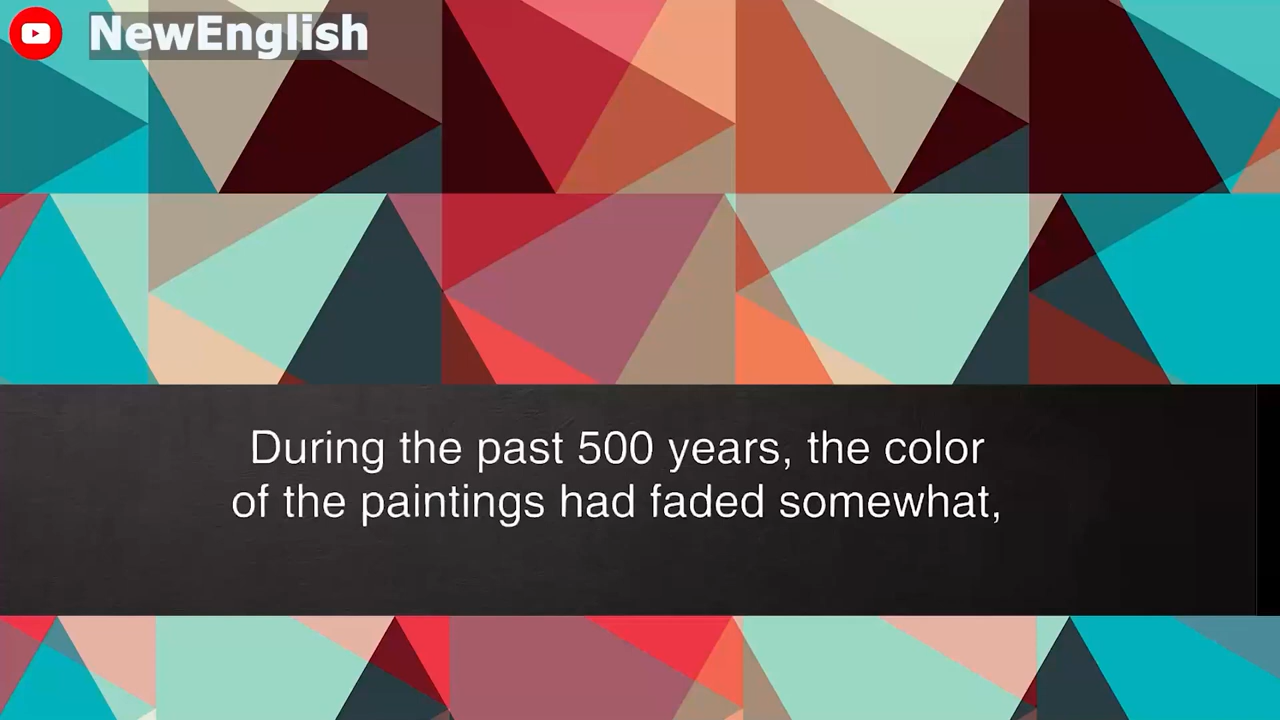 NewEnglish
During the past 500 years, the color
of the paintings had faded somewhat,